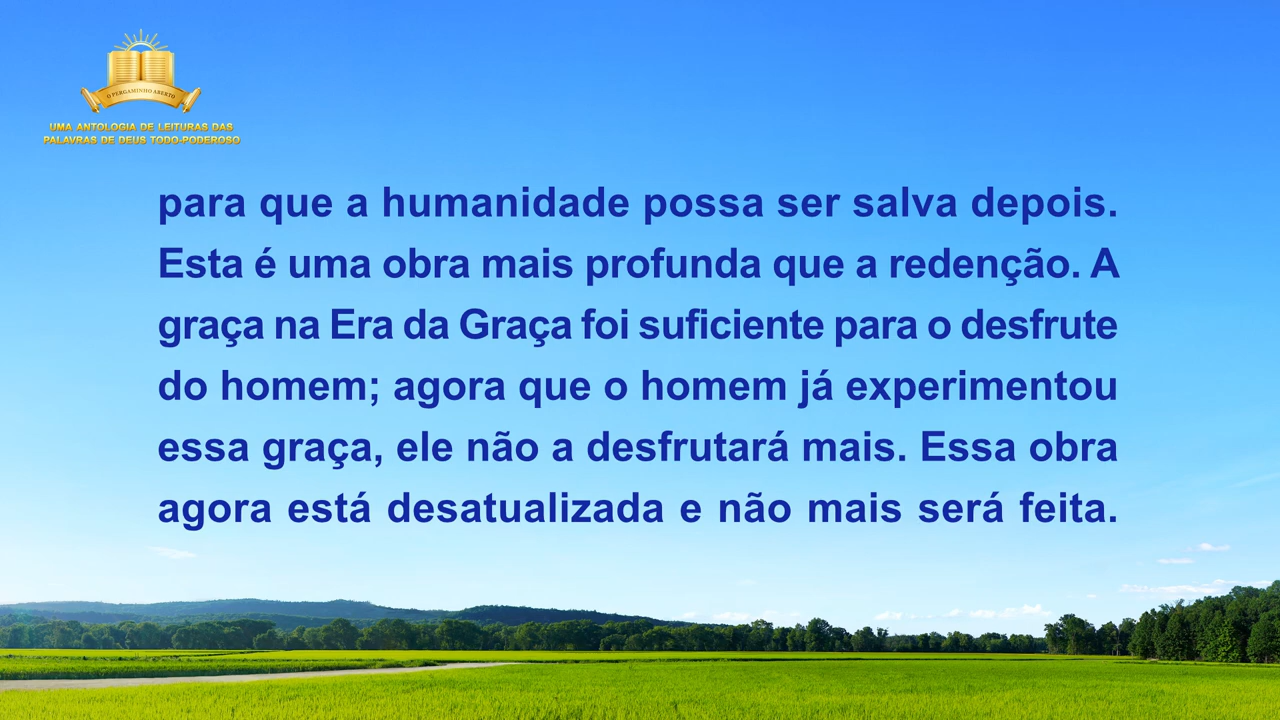 O PERGAMINHO ABERTO
UMA ANTOLOGIA DE LEITURAS DAS
PALAVRAS DE DEUS TODO-PODEROSO
para que a humanidade possa ser salva depois.
Esta é uma obra mais profunda que a redenção. A
graça na Era da Graça foi suficiente para o desfrute
do homem; agora que o homem já experimentou
essa graça, ele não a desfrutará mais. Essa obra
agora está desatualizada e não mais será feita.